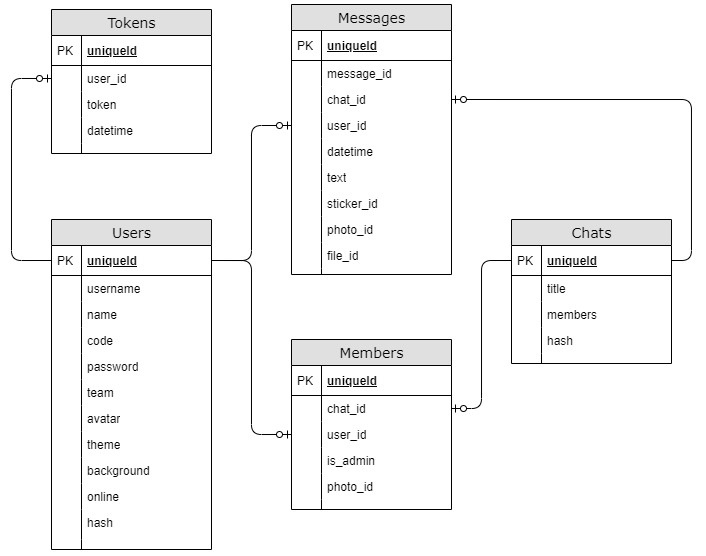 Tokens
PK uniqueId
user_id
token
datetime
Messages
PK uniqueId
message_id
chat_id
user_id
datetime
text
sticker_id
photo_id
file_id
Users
PK uniqueId
username
name
code
password
team
avatar
theme
background
online
hash
Members
PK uniqueId
chat_id
user_id
is_admin
photo_id
Chats
PK uniqueId
title
members
hash